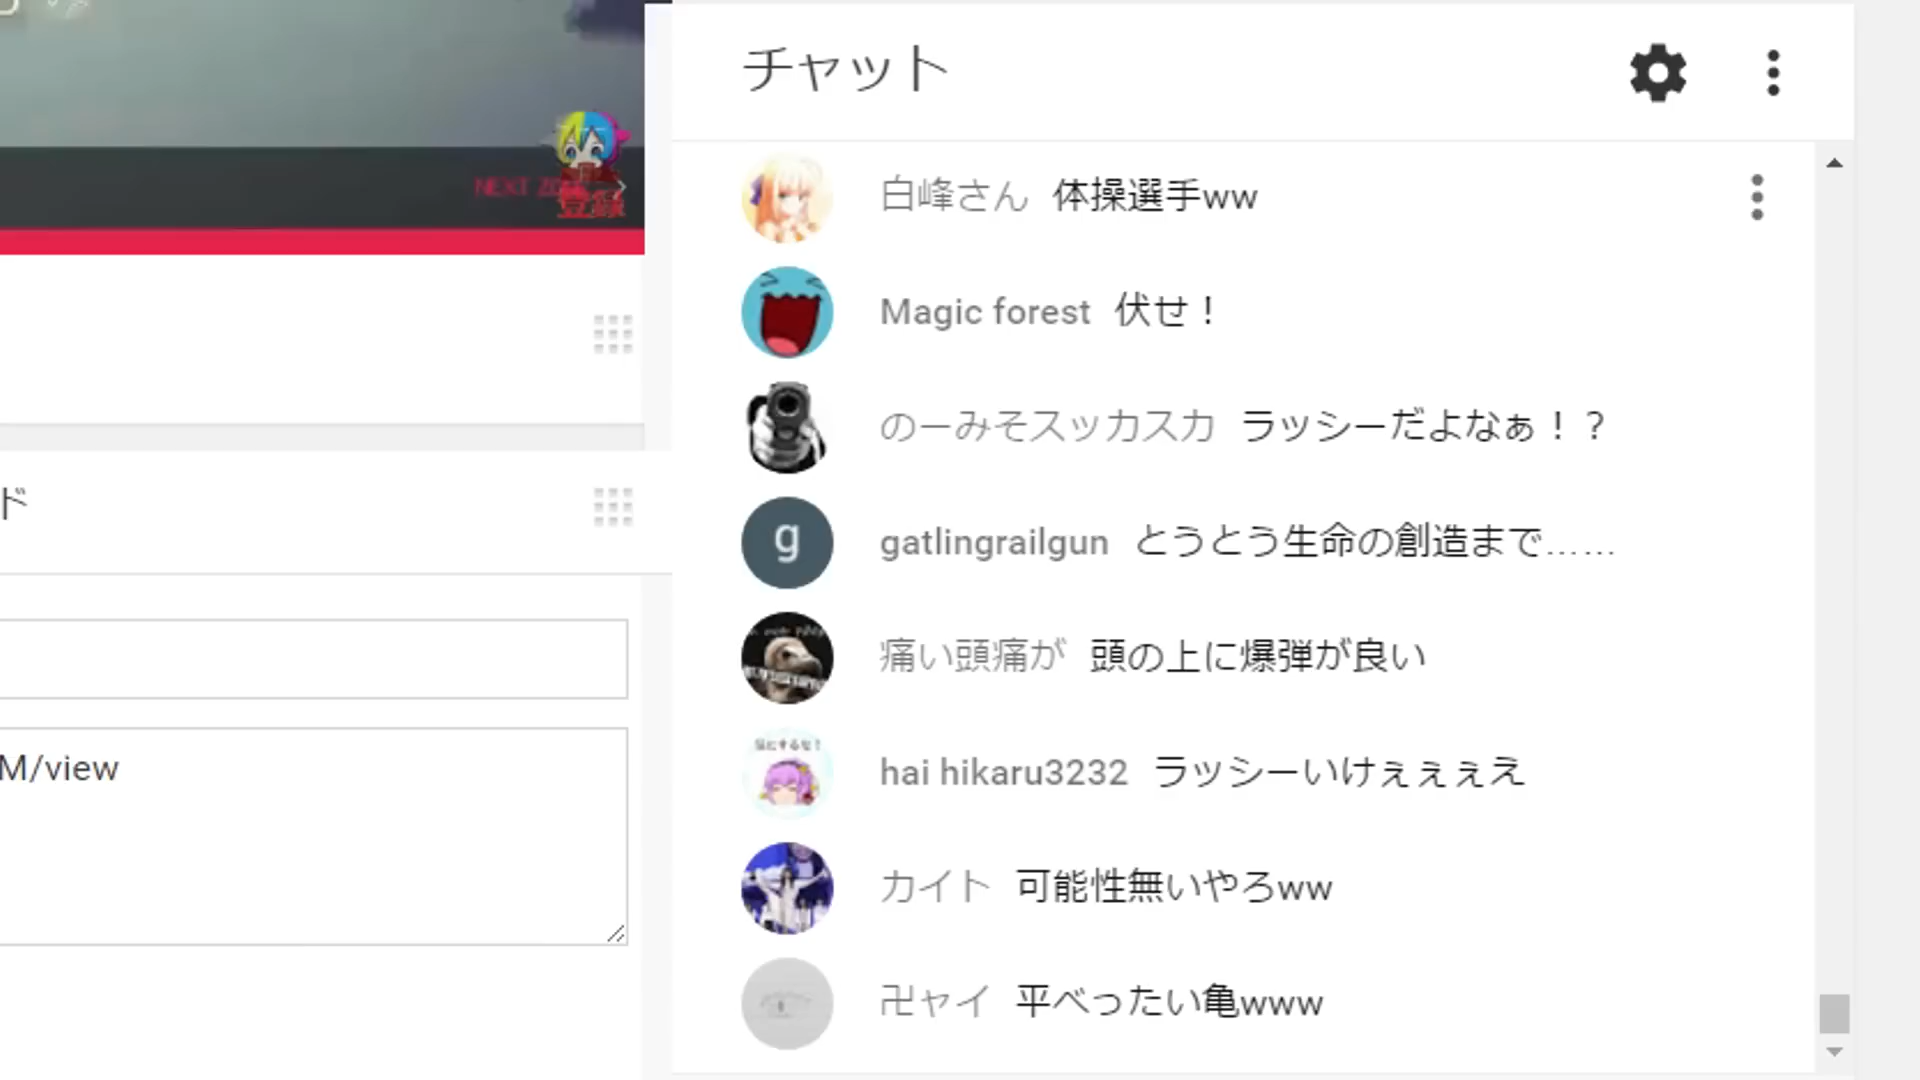 チャット
白峰さん 体操選手ww
NEXT
登録
Magic forest 伏せ！
のーみそスッカスカ ラッシーだよなぁ！？
ド
g gatlingrailgun とうとう生命の創造まで……
痛い頭痛が 頭の上に爆弾が良い
M/view
hai hikaru3232 ラッシーいけぇぇぇえ
カイト 可能性無いやろww
卍ャイ 平べったい亀www